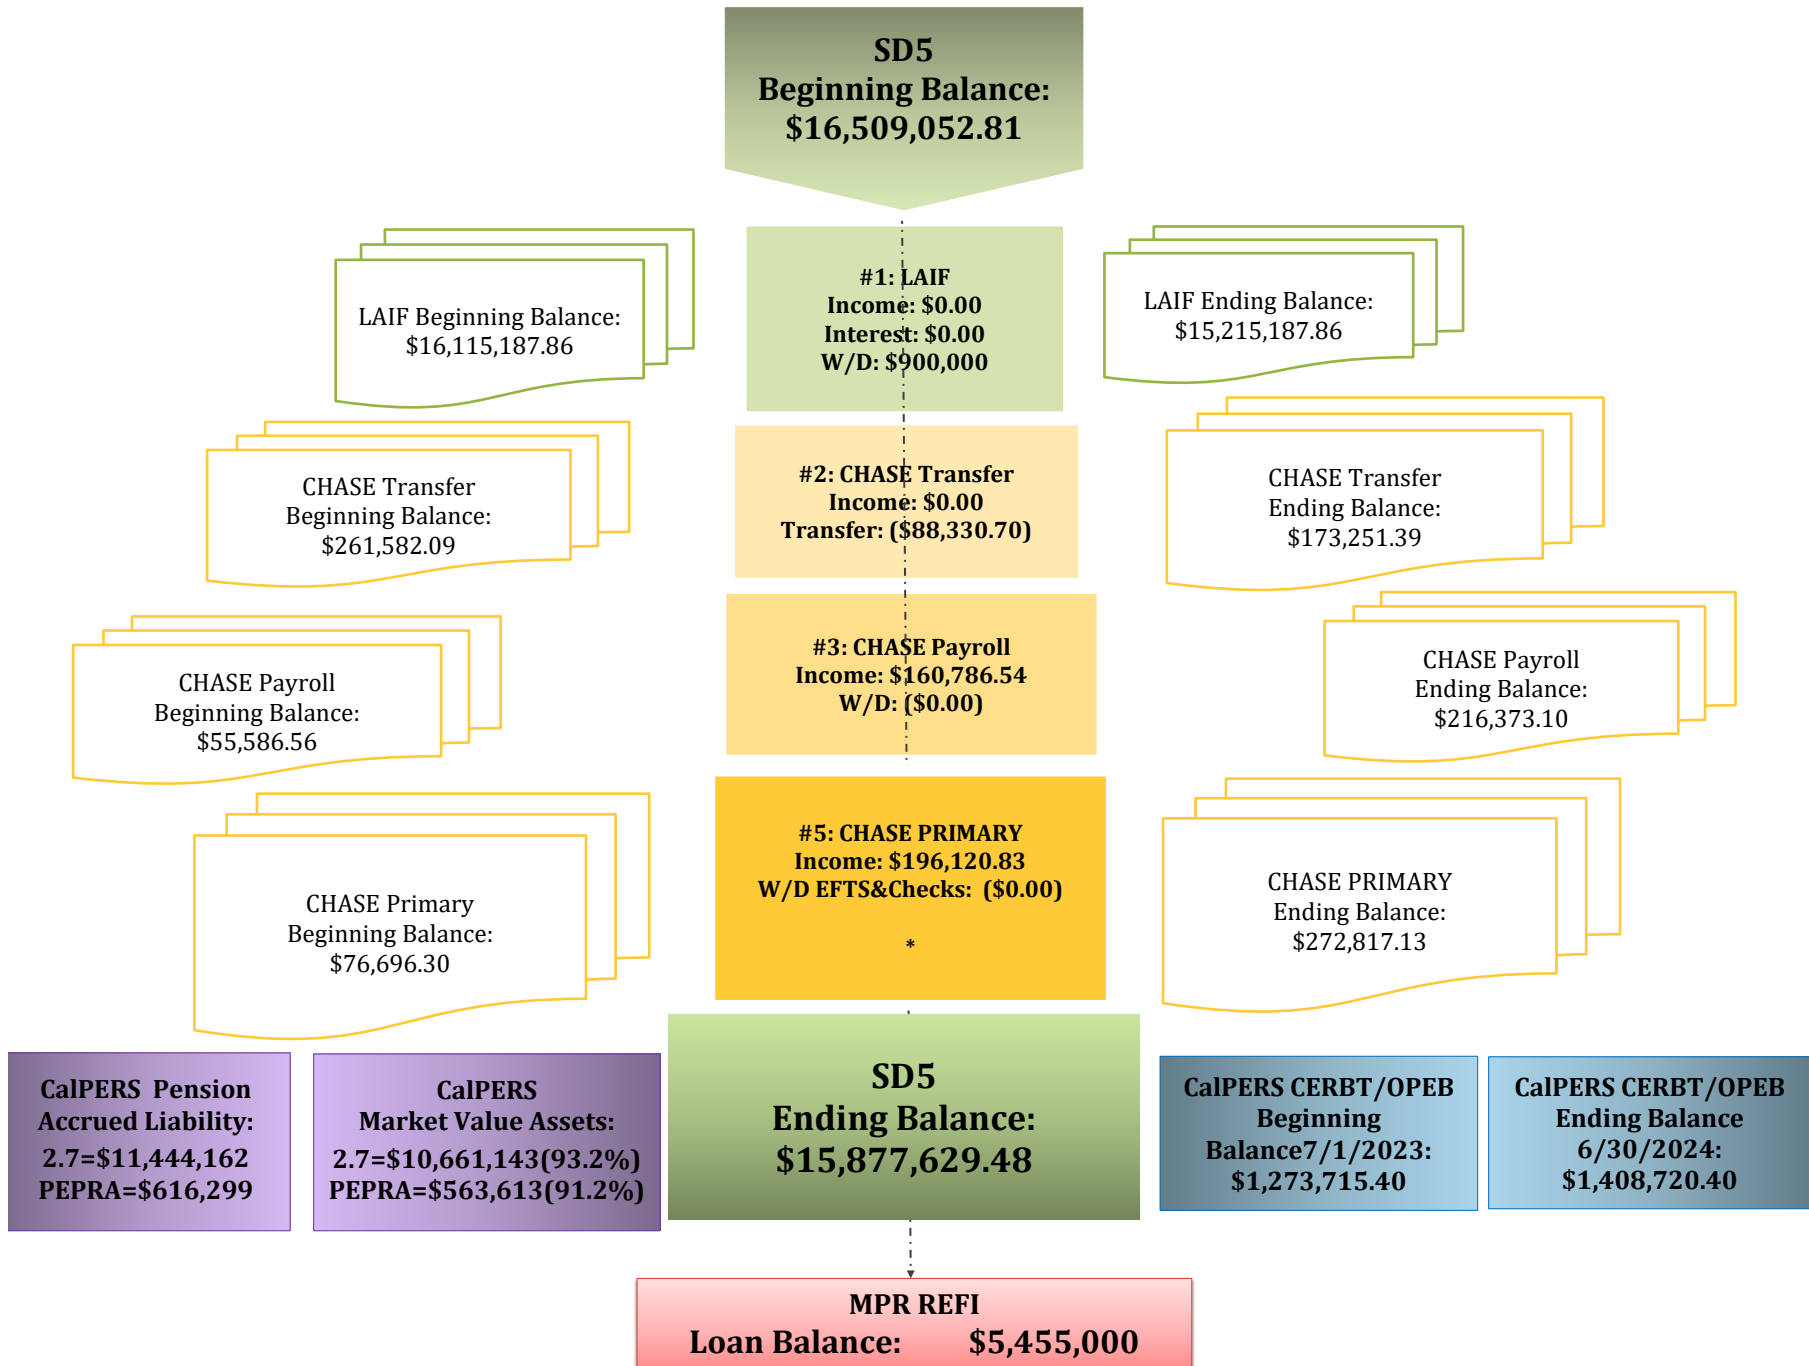 SD5
Beginning Balance:
$16,509,052.81
LAIF Beginning Balance:
$16,115,187.86
#1: LAIF
Income: $0.00
Interest: $0.00
W/D: $900,000
LAIF Ending Balance:
$15,215,187.86
CHASE Transfer
Beginning Balance:
$261,582.09
#2: CHASE Transfer
Income: $0.00
Transfer: ($88,330.70)
CHASE Transfer
Ending Balance:
$173,251.39
CHASE Payroll
Beginning Balance:
$55,586.56
#3: CHASE Payroll
Income: $160,786.54
W/D: ($0.00)
CHASE Payroll
Ending Balance:
$216,373.10
CHASE Primary
Beginning Balance:
$76,696.30
#5: CHASE PRIMARY
Income: $196,120.83
W/D EFTS&Checks:  ($0.00)
*
CHASE PRIMARY
Ending Balance:
$272,817.13
CalPERS  Pension
Accrued Liability:
2.7=$11,444,162
PEPRA=$616,299
CalPERS
Market Value Assets:
2.7=$10,661,143(93.2%)
PEPRA=$563,613(91.2%)
SD5
Ending Balance:
$15,877,629.48
CalPERS CERBT/OPEB
Beginning
Balance7/1/2023:
$1,273,715.40
CalPERS CERBT/OPEB
Ending Balance
6/30/2024:
$1,408,720.40
MPR REFI
Loan Balance:      $5,455,000